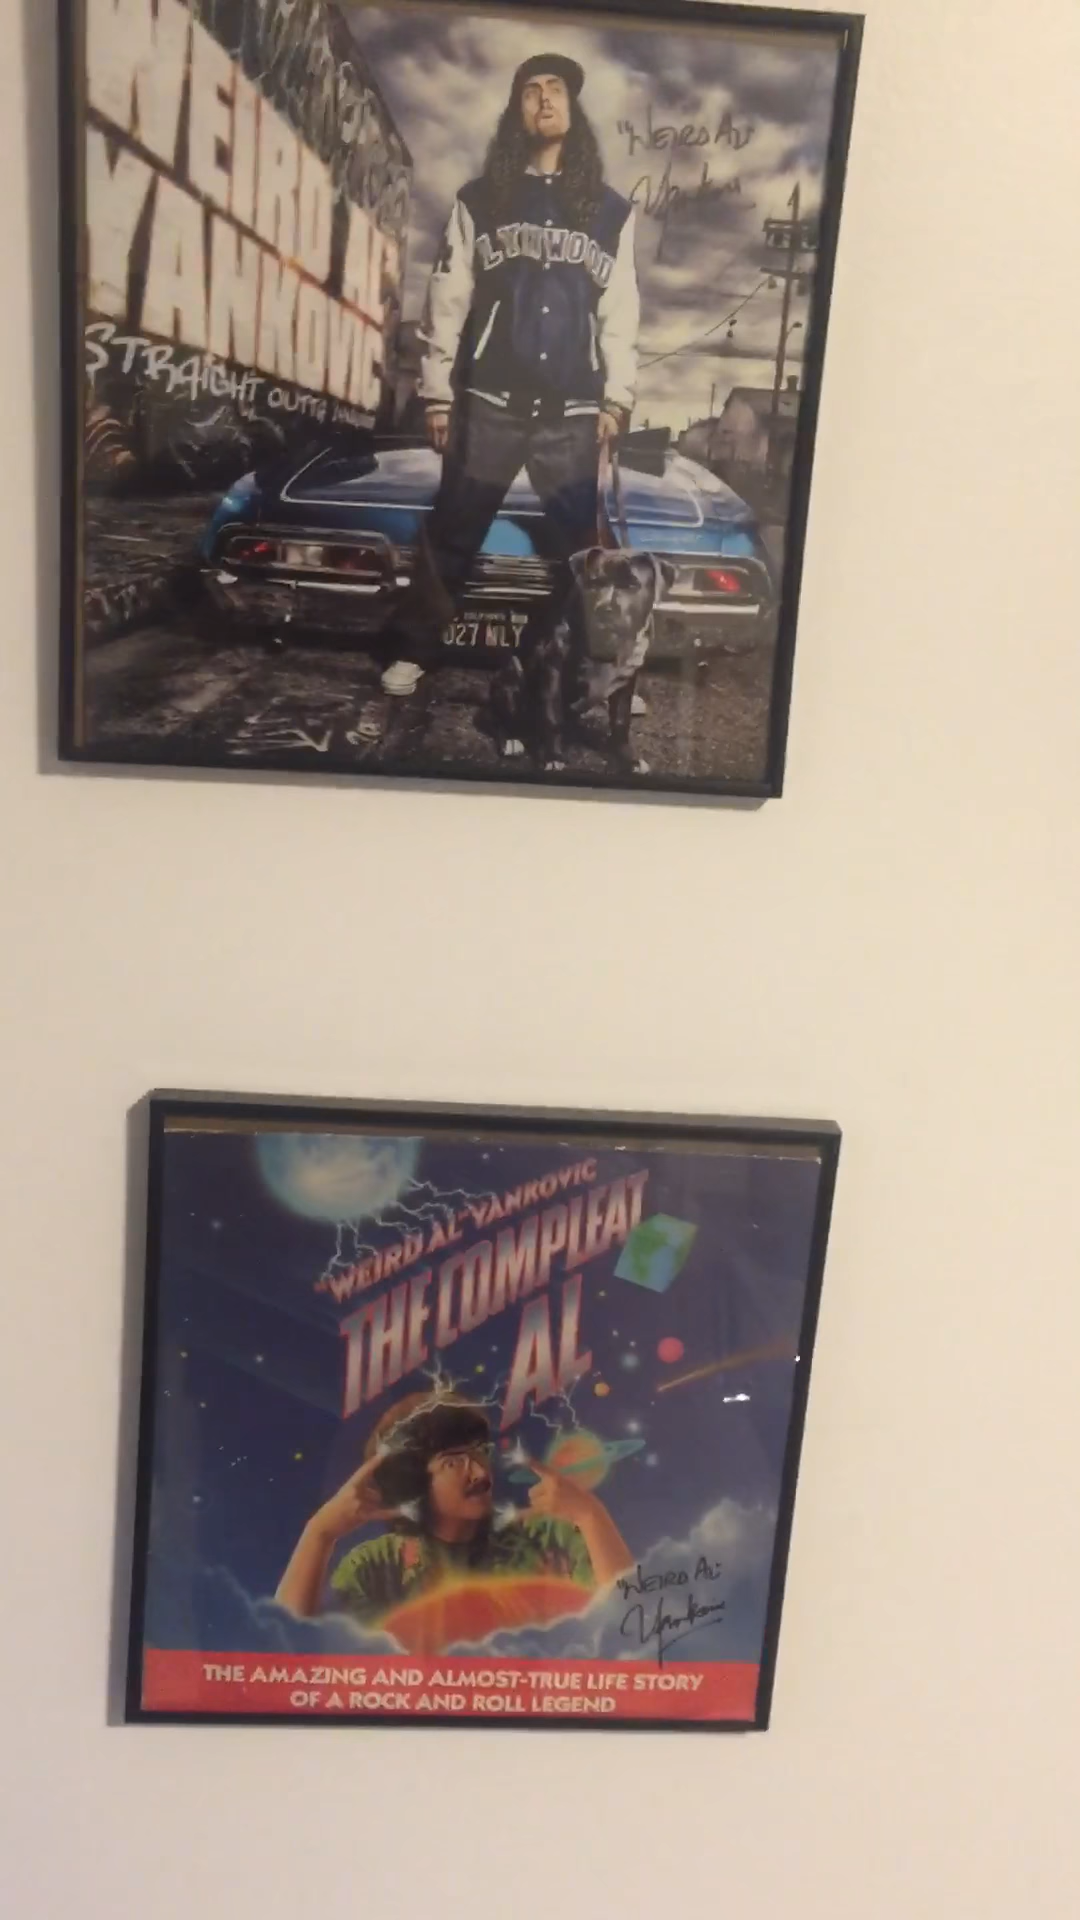 WEIRD AL
YANKOVIC
STRAIGHT OUTTA
"WEIRD AL"
Yankovic
LYNWOOD
CALIFORNIA
027 NLY
"WEIRD AL" YANKOVIC
THE COMPLEAT
AL
"WEIRD AL"
Yankovic
THE AMAZING AND ALMOST-TRUE LIFE STORY
OF A ROCK AND ROLL LEGEND